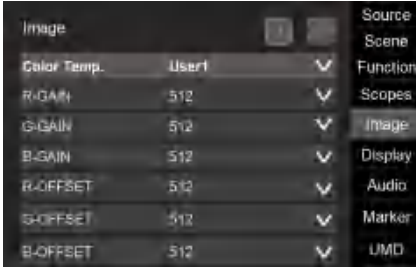 Image
Color Temp. User1
R-GAIN 512
G-GAIN 512
B-GAIN 512
R-OFFSET 512
G-OFFSET 512
B-OFFSET 512
Source
Scene
Function
Scopes
Image
Display
Audio
Marker
UMD